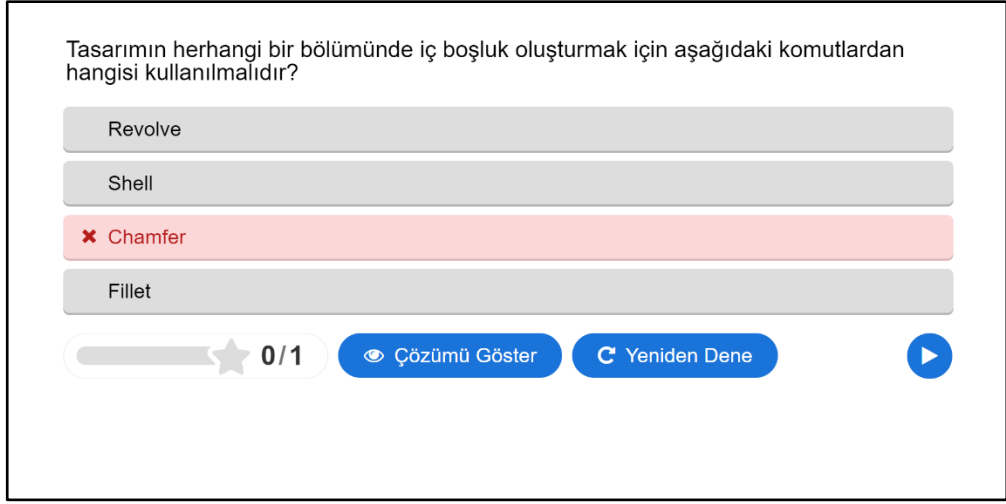 Tasarımın herhangi bir bölümünde iç boşluk oluşturmak için aşağıdaki komutlardan
hangisi kullanılmalıdır?
Revolve
Shell
Chamfer
Fillet
0/1 Çözümü Göster Yeniden Dene